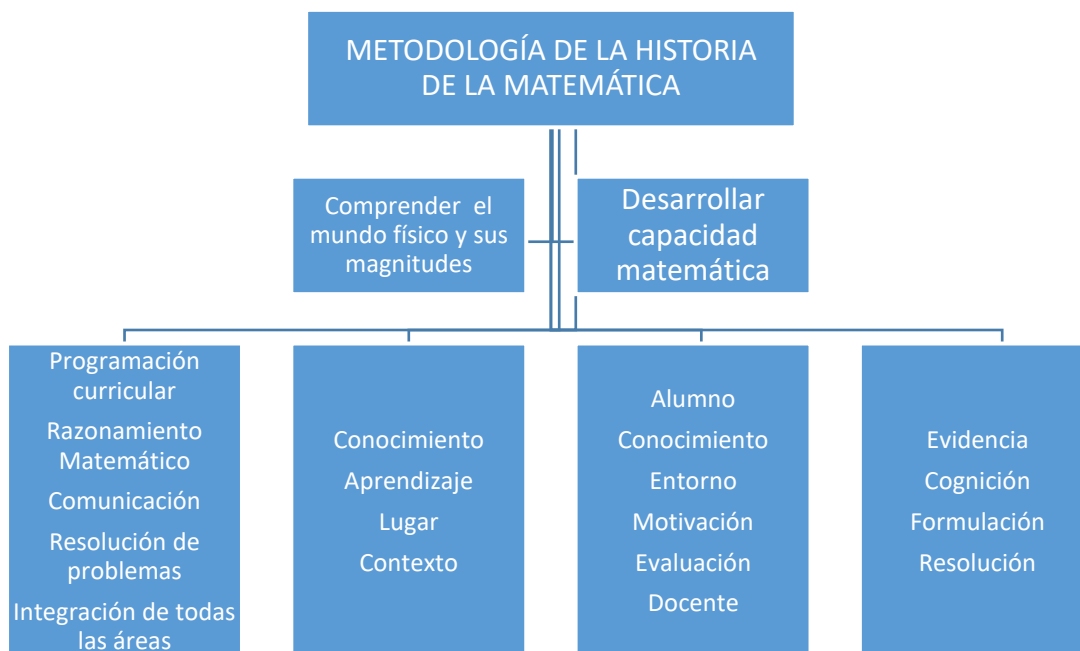 METODOLOGÍA DE LA HISTORIA
DE LA MATEMÁTICA
Comprender el
mundo físico y sus
magnitudes
Desarrollar
capacidad
matemática
Programación
curricular
Razonamiento
Matemático
Comunicación
Resolución de
problemas
Integración de todas
las áreas
Conocimiento
Aprendizaje
Lugar
Contexto
Alumno
Conocimiento
Entorno
Motivación
Evaluación
Docente
Evidencia
Cognición
Formulación
Resolución